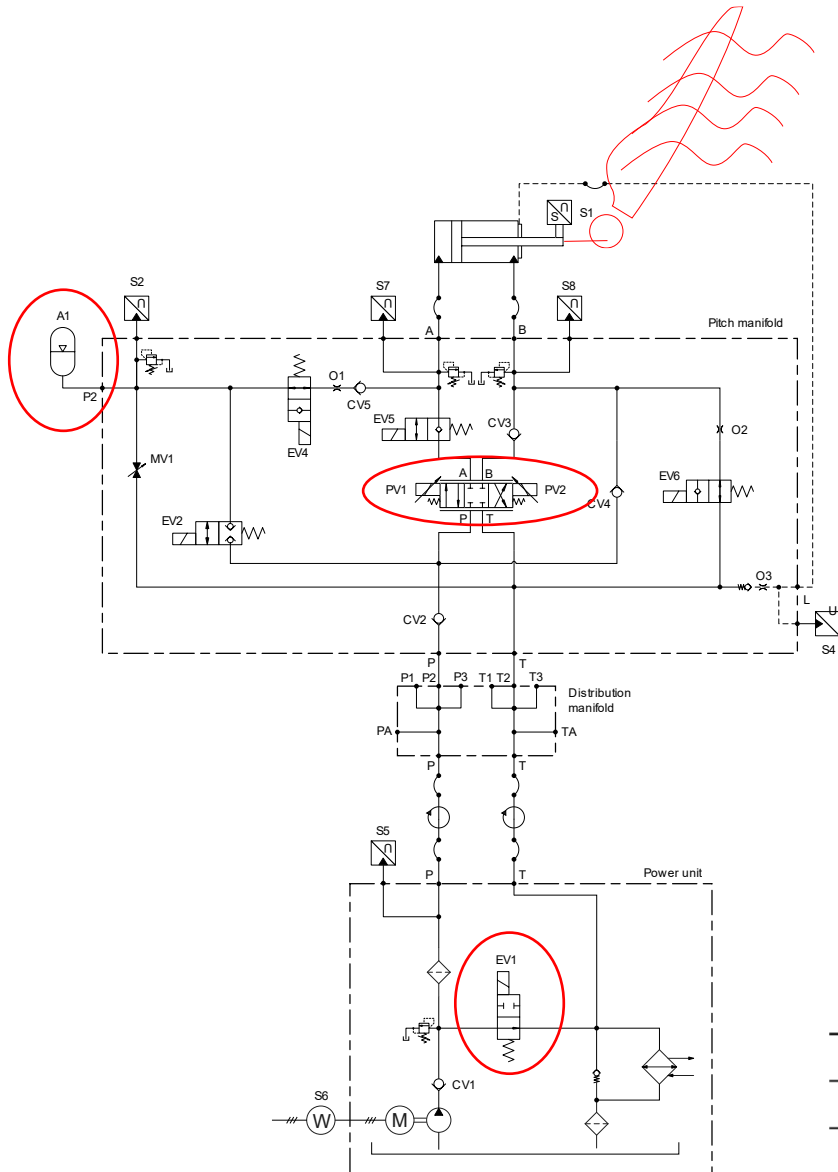 S1
S
S2
S7
S8
A1
A
B
Pitch manifold
P2
O1
CV5
EV4
EV5
CV3
O2
MV1
A
B
EV6
PV1
PV2
P
T
CV4
EV2
O3
L
CV2
U
S4
P
T
P1
P2
P3
T1
T2
T3
Distribution
manifold
PA
TA
P
T
S5
P
T
Power unit
EV1
CV1
S6
W
M